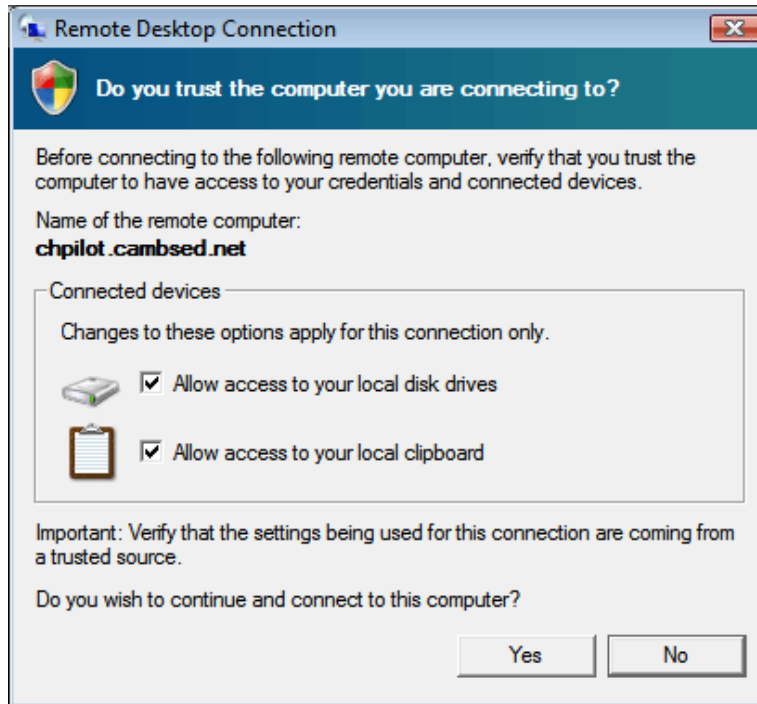 Remote Desktop Connection
Do you trust the computer you are connecting to?
Before connecting to the following remote computer, verify that you trust the
computer to have access to your credentials and connected devices.
Name of the remote computer:
chpilot.cambsed.net
Connected devices
Changes to these options apply for this connection only.
Allow access to your local disk drives
Allow access to your local clipboard
Important: Verify that the settings being used for this connection are coming from
a trusted source.
Do you wish to continue and connect to this computer?
Yes No